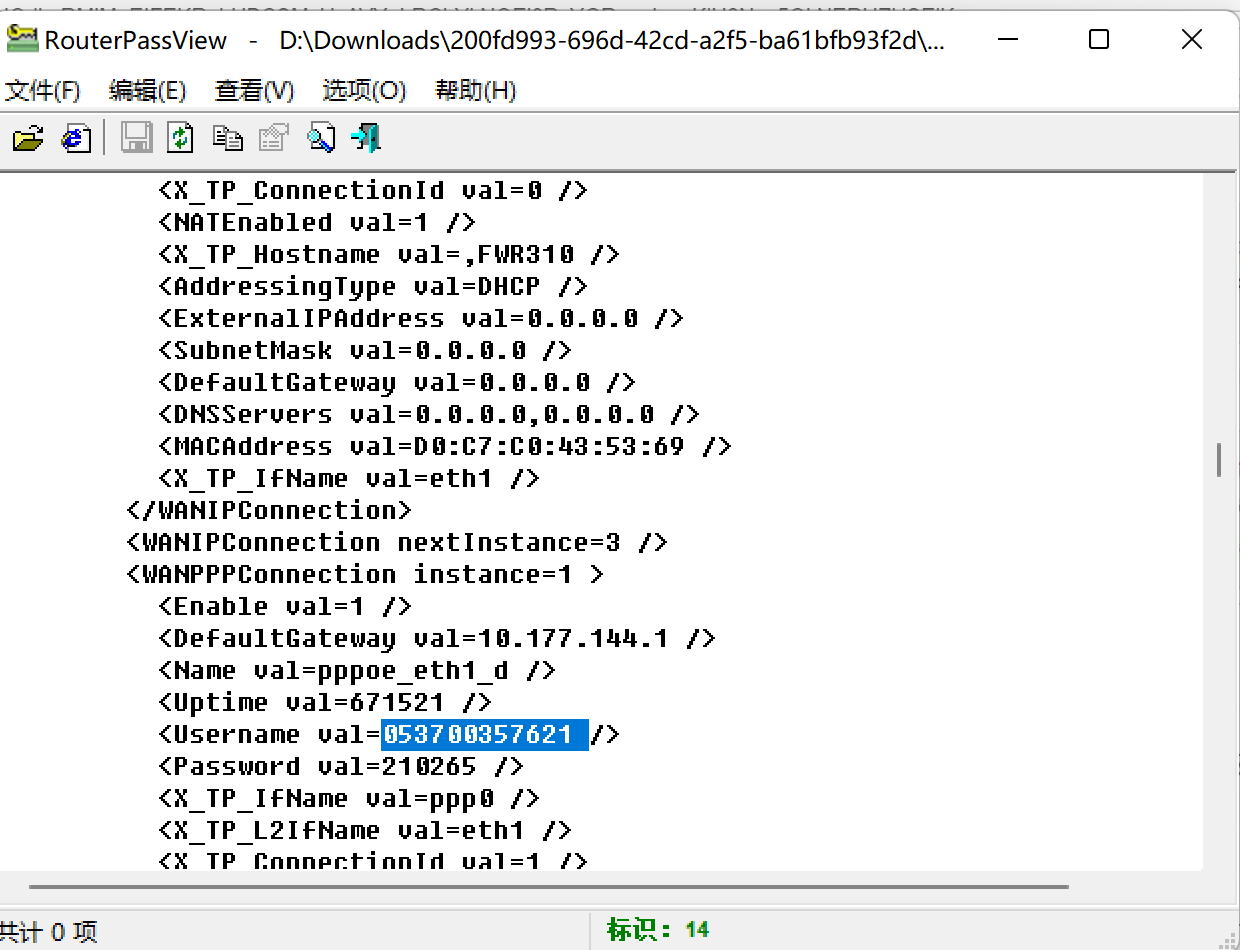 RouterPassView - D:\Downloads\200fd993-696d-42cd-a2f5-ba61bfb93f2d\...
文件(F) 编辑(E) 查看(V) 选项(O) 帮助(H)
<X_TP_ConnectionId val=0 />
<NATEnabled val=1 />
<X_TP_Hostname val=,FWR310 />
<AddressingType val=DHCP />
<ExternalIPAddress val=0.0.0.0 />
<SubnetMask val=0.0.0.0 />
<DefaultGateway val=0.0.0.0 />
<DNSServers val=0.0.0.0,0.0.0.0 />
<MACAddress val=D0:C7:C0:43:53:69 />
<X_TP_IfName val=eth1 />
</WANIPConnection>
<WANIPConnection nextInstance=3 />
<WANPPPConnection instance=1 >
<Enable val=1 />
<DefaultGateway val=10.177.144.1 />
<Name val=pppoe_eth1_d />
<Uptime val=671521 />
<Username val=053700357621 />
<Password val=210265 />
<X_TP_IfName val=ppp0 />
<X_TP_L2IfName val=eth1 />
<X_TP_ConnectionId val=1 />
共计 0 项 标识: 14